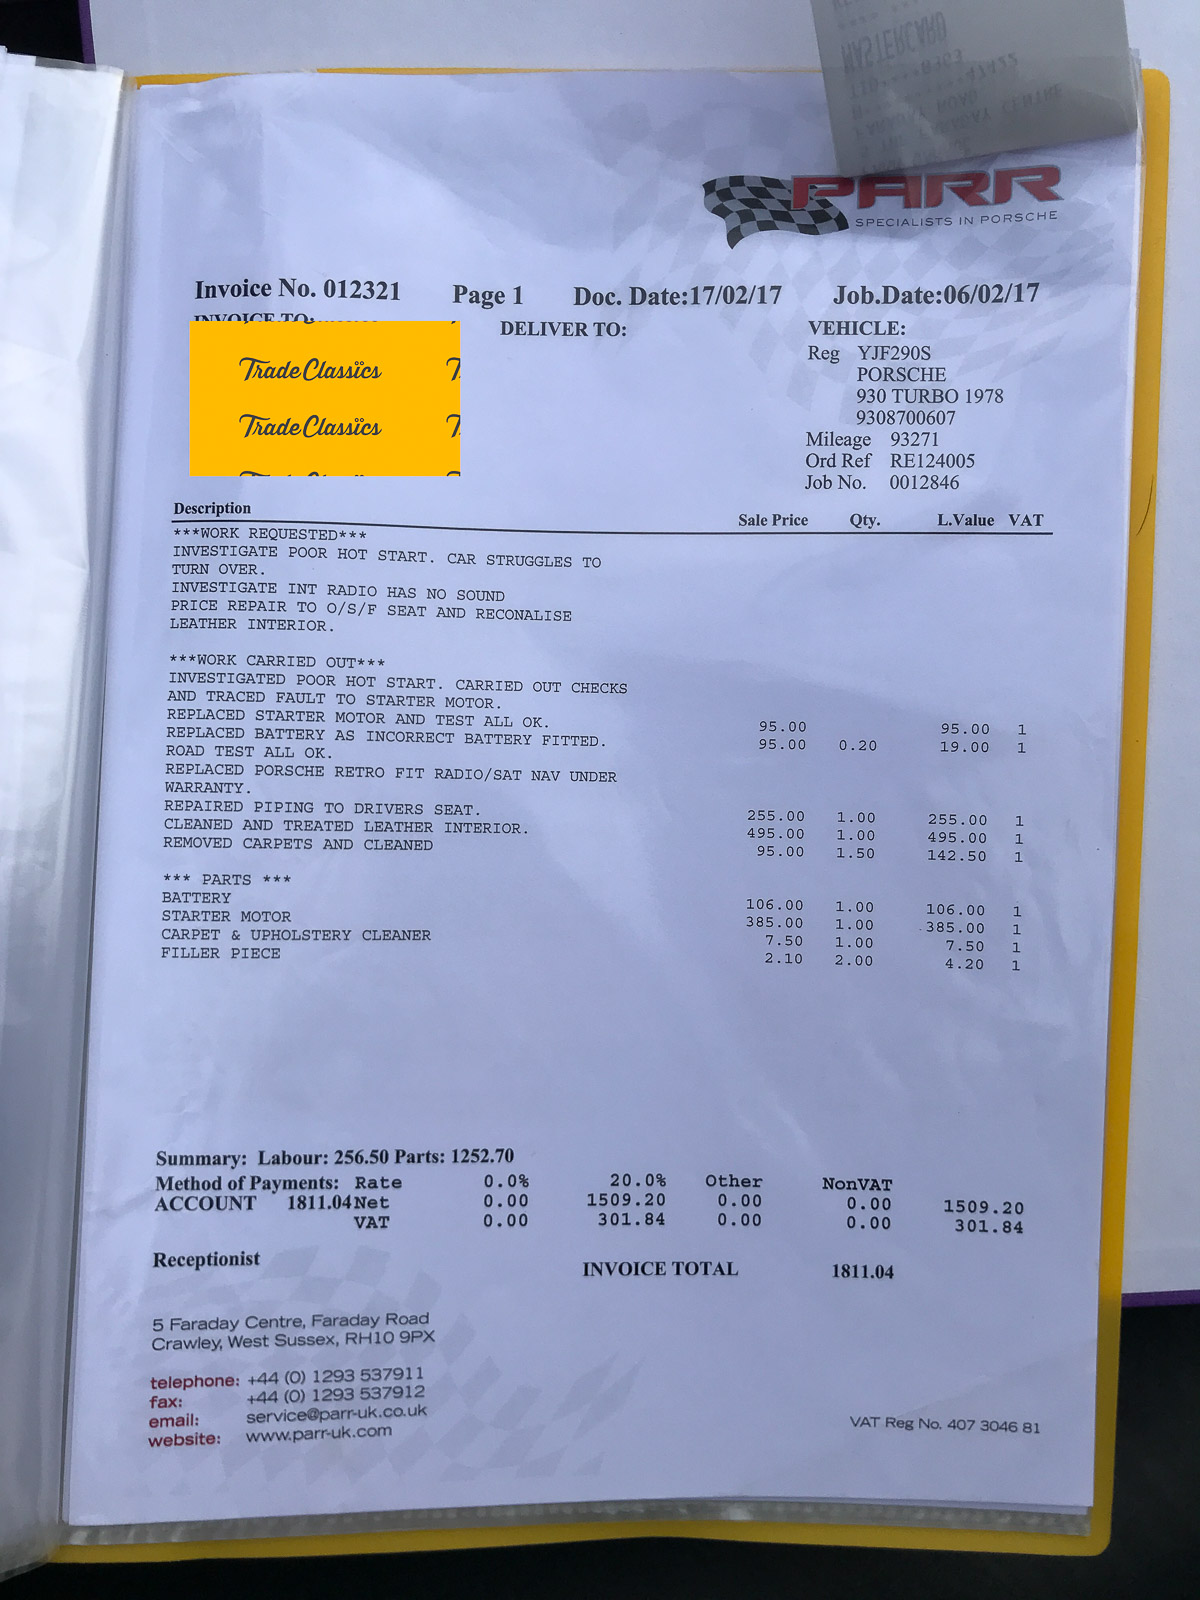 MASTERCARD
PARR
SPECIALISTS IN PORSCHE
Invoice No. 012321 Page 1 Doc. Date:17/02/17 Job.Date:06/02/17
INVOICE TO: DELIVER TO: VEHICLE:
Reg YJF290S
PORSCHE
930 TURBO 1978
9308700607
Mileage 93271
Ord Ref RE124005
Job No. 0012846
Trade Classics
Trade Classics
Description Sale Price Qty. L.Value VAT
***WORK REQUESTED***
INVESTIGATE POOR HOT START. CAR STRUGGLES TO
TURN OVER.
INVESTIGATE INT RADIO HAS NO SOUND
PRICE REPAIR TO O/S/F SEAT AND RECONALISE
LEATHER INTERIOR.
***WORK CARRIED OUT***
INVESTIGATED POOR HOT START. CARRIED OUT CHECKS
AND TRACED FAULT TO STARTER MOTOR.
REPLACED STARTER MOTOR AND TEST ALL OK. 95.00 95.00 1
REPLACED BATTERY AS INCORRECT BATTERY FITTED. 95.00 0.20 19.00 1
ROAD TEST ALL OK.
REPLACED PORSCHE RETRO FIT RADIO/SAT NAV UNDER
WARRANTY.
REPAIRED PIPING TO DRIVERS SEAT. 255.00 1.00 255.00 1
CLEANED AND TREATED LEATHER INTERIOR. 495.00 1.00 495.00 1
REMOVED CARPETS AND CLEANED 95.00 1.50 142.50 1
*** PARTS ***
BATTERY 106.00 1.00 106.00 1
STARTER MOTOR 385.00 1.00 385.00 1
CARPET & UPHOLSTERY CLEANER 7.50 1.00 7.50 1
FILLER PIECE 2.10 2.00 4.20 1
Summary: Labour: 256.50 Parts: 1252.70
Method of Payments: Rate 0.0% 20.0% Other NonVAT
ACCOUNT 1811.04 Net 0.00 1509.20 0.00 0.00 1509.20
VAT 0.00 301.84 0.00 0.00 301.84
Receptionist
INVOICE TOTAL 1811.04
5 Faraday Centre, Faraday Road
Crawley, West Sussex, RH10 9PX
telephone: +44 (0) 1293 537911
fax: +44 (0) 1293 537912
email: service@parr-uk.co.uk
website: www.parr-uk.com
VAT Reg No. 407 3046 81